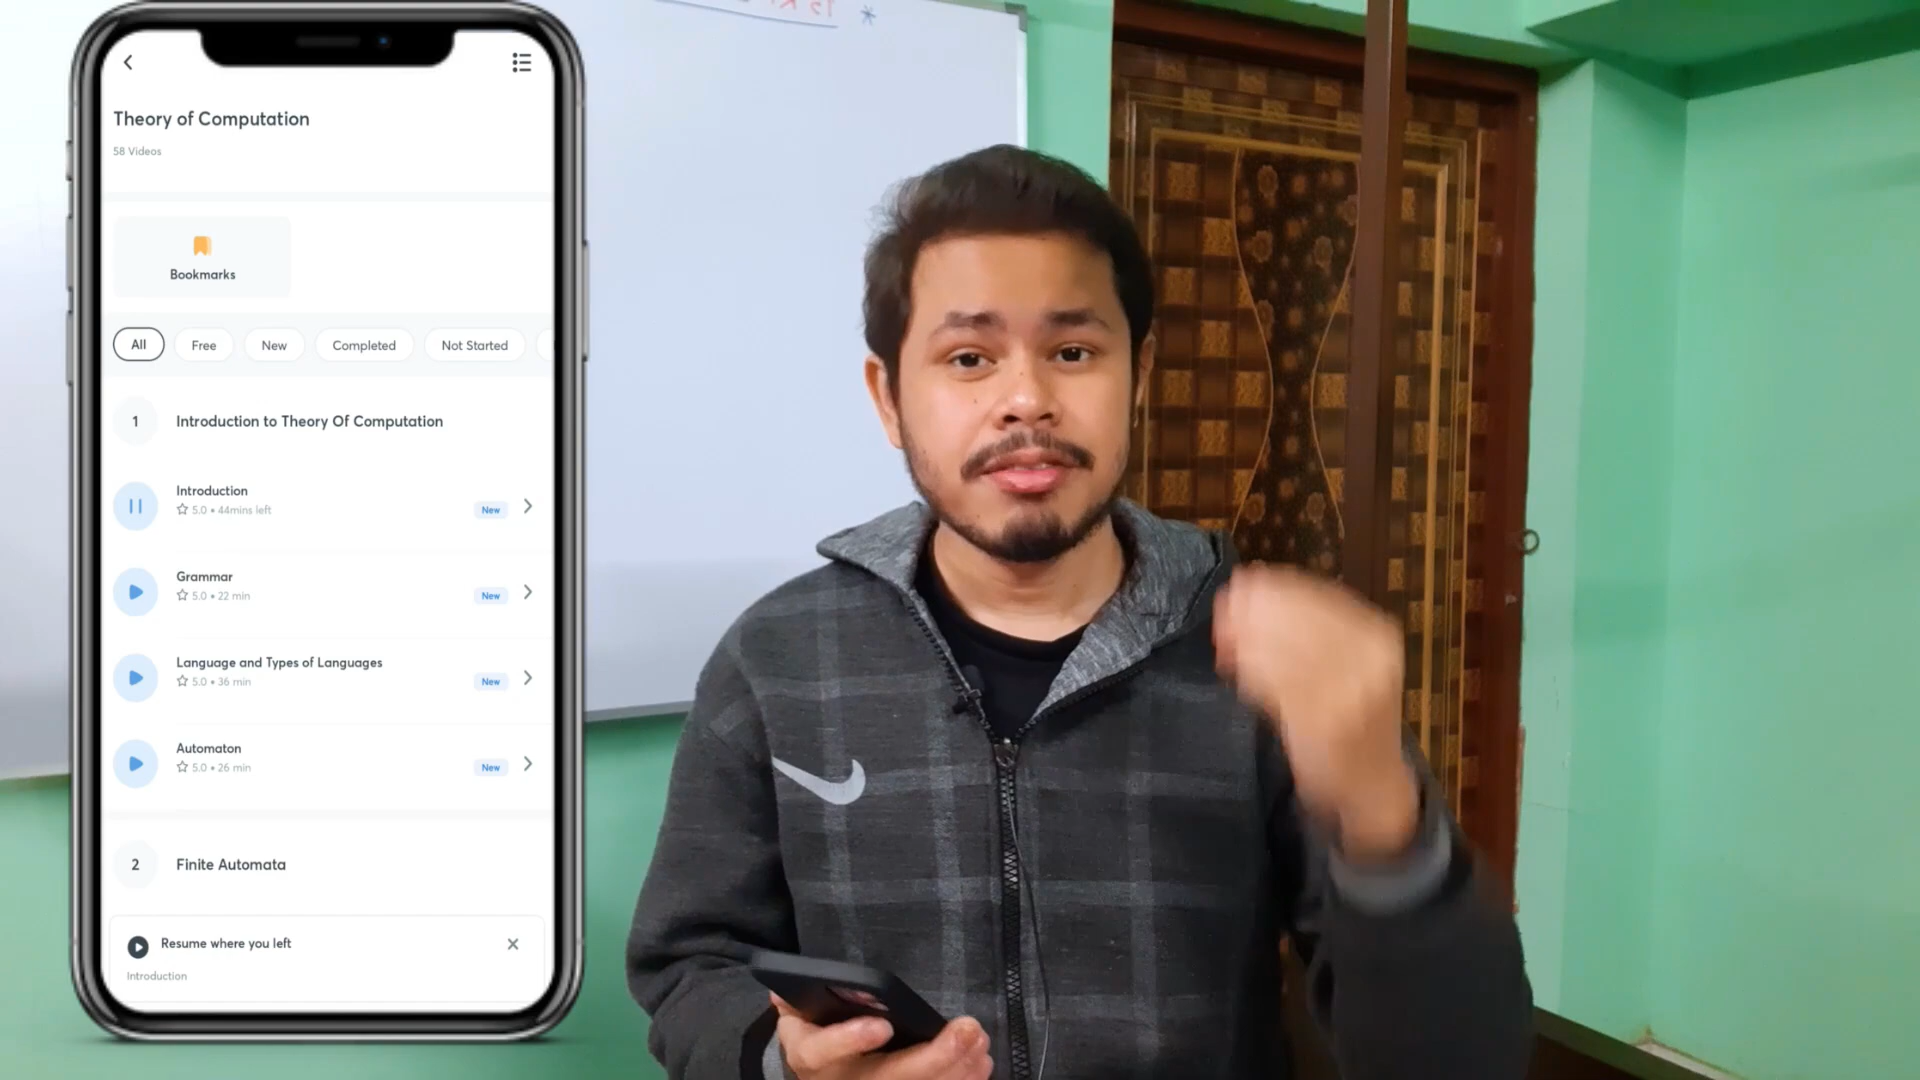 Theory of Computation
58 Videos
Bookmarks
All
Free
New
Completed
Not Started
1
Introduction to Theory Of Computation
Introduction
5.0 • 44mins left
New
Grammar
5.0 • 22 min
New
Language and Types of Languages
5.0 • 36 min
New
Automaton
5.0 • 26 min
New
2
Finite Automata
Resume where you left
Introduction